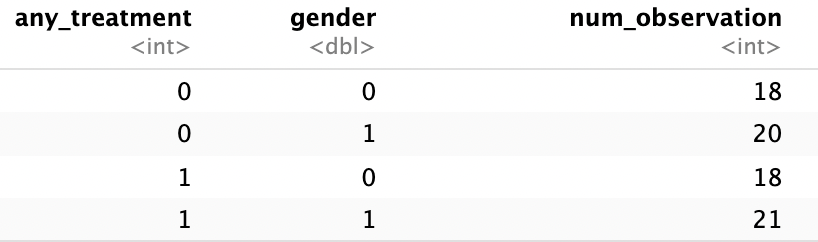 any_treatment gender num_observation
<int> <dbl> <int>
0 0 18
0 1 20
1 0 18
1 1 21